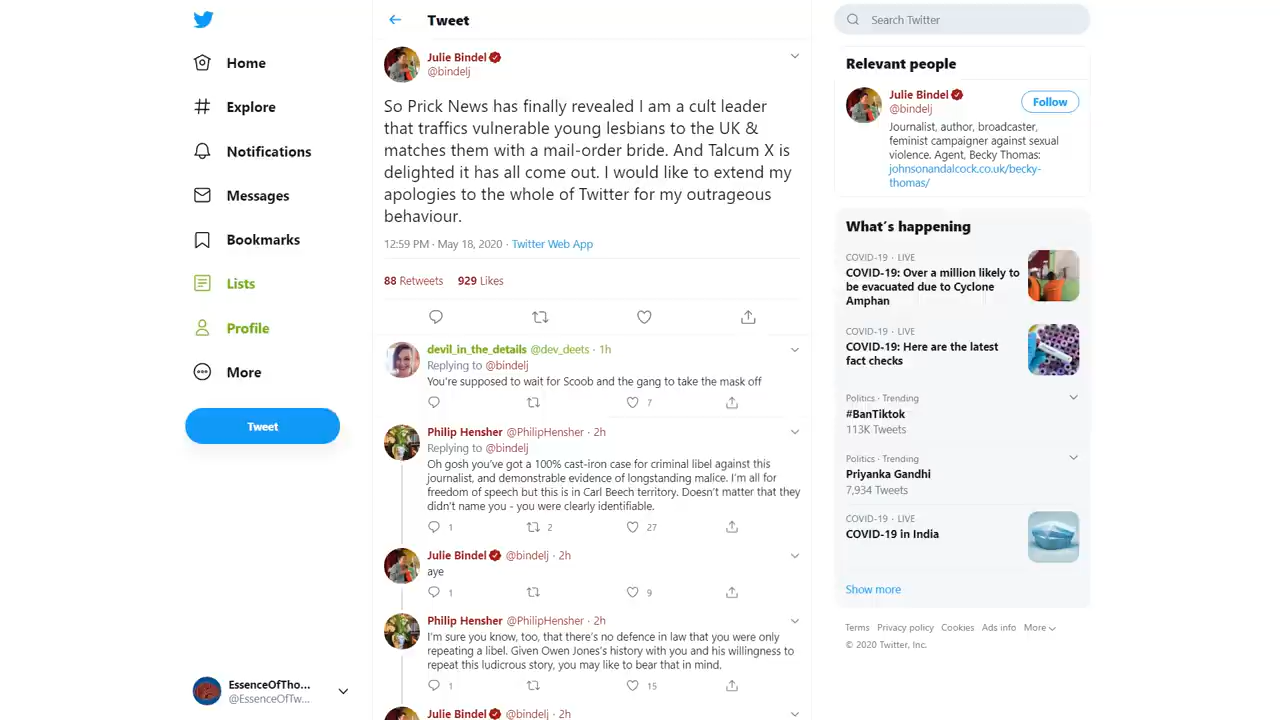 Home
Explore
Notifications
Messages
Bookmarks
Lists
Profile
More
Tweet
EssenceOfTho...
@EssenceOfTw...
Tweet
Julie Bindel
@bindelj
So Prick News has finally revealed I am a cult leader
that traffics vulnerable young lesbians to the UK &
matches them with a mail-order bride. And Talcum X is
delighted it has all come out. I would like to extend my
apologies to the whole of Twitter for my outrageous
behaviour.
12:59 PM · May 18, 2020 · Twitter Web App
88 Retweets 929 Likes
devil_in_the_details @dev_deets · 1h
Replying to @bindelj
You're supposed to wait for Scoob and the gang to take the mask off
7
Philip Hensher @PhilipHensher · 2h
Replying to @bindelj
Oh gosh you've got a 100% cast-iron case for criminal libel against this
journalist, and demonstrable evidence of longstanding malice. I'm all for
freedom of speech but this is in Carl Beech territory. Doesn't matter that they
didn't name you - you were clearly identifiable.
1 2 27
Julie Bindel @bindelj · 2h
aye
1 9
Philip Hensher @PhilipHensher · 2h
I'm sure you know, too, that there's no defence in law that you were only
repeating a libel. Given Owen Jones's history with you and his willingness to
repeat this ludicrous story, you may like to bear that in mind.
1 15
Julie Bindel @bindelj · 2h
Search Twitter
Relevant people
Julie Bindel
@bindelj
Follow
Journalist, author, broadcaster,
feminist campaigner against sexual
violence. Agent, Becky Thomas:
johnsonandalcock.co.uk/becky-
thomas/
What's happening
COVID-19 · LIVE
COVID-19: Over a million likely to
be evacuated due to Cyclone
Amphan
COVID-19 · LIVE
COVID-19: Here are the latest
fact checks
Politics · Trending
#BanTiktok
113K Tweets
Politics · Trending
Priyanka Gandhi
7,934 Tweets
COVID-19 · LIVE
COVID-19 in India
Show more
Terms Privacy policy Cookies Ads info More
© 2020 Twitter, Inc.